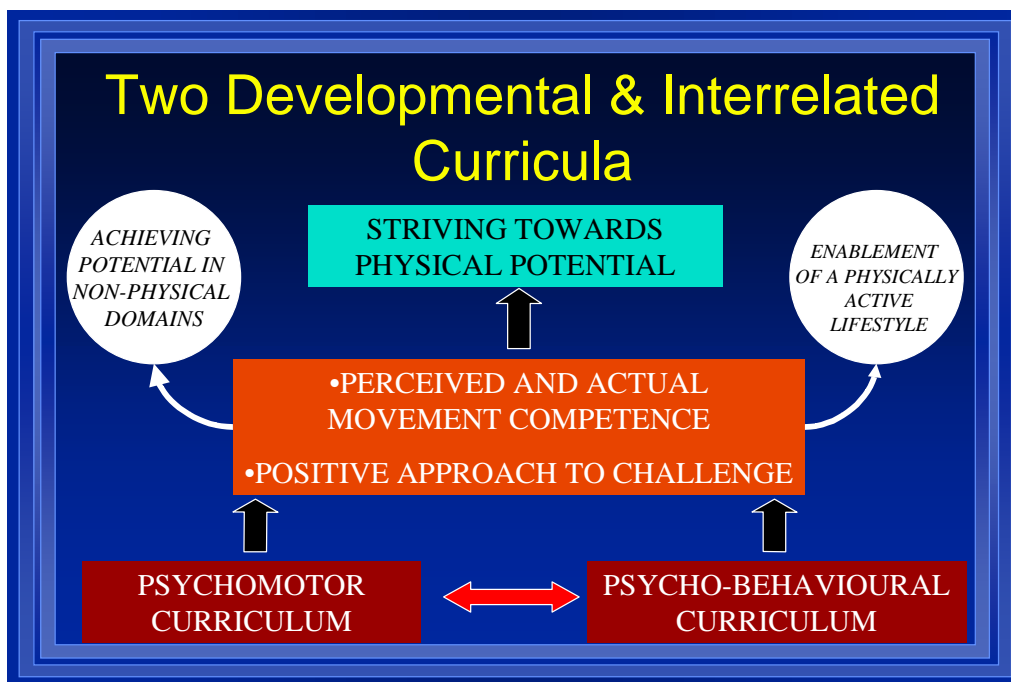 Two Developmental & Interrelated
Curricula
ACHIEVING
POTENTIAL IN
NON-PHYSICAL
DOMAINS
STRIVING TOWARDS
PHYSICAL POTENTIAL
ENABLEMENT
OF A PHYSICALLY
ACTIVE
LIFESTYLE
•PERCEIVED AND ACTUAL
MOVEMENT COMPETENCE
•POSITIVE APPROACH TO CHALLENGE
PSYCHOMOTOR
CURRICULUM
PSYCHO-BEHAVIOURAL
CURRICULUM